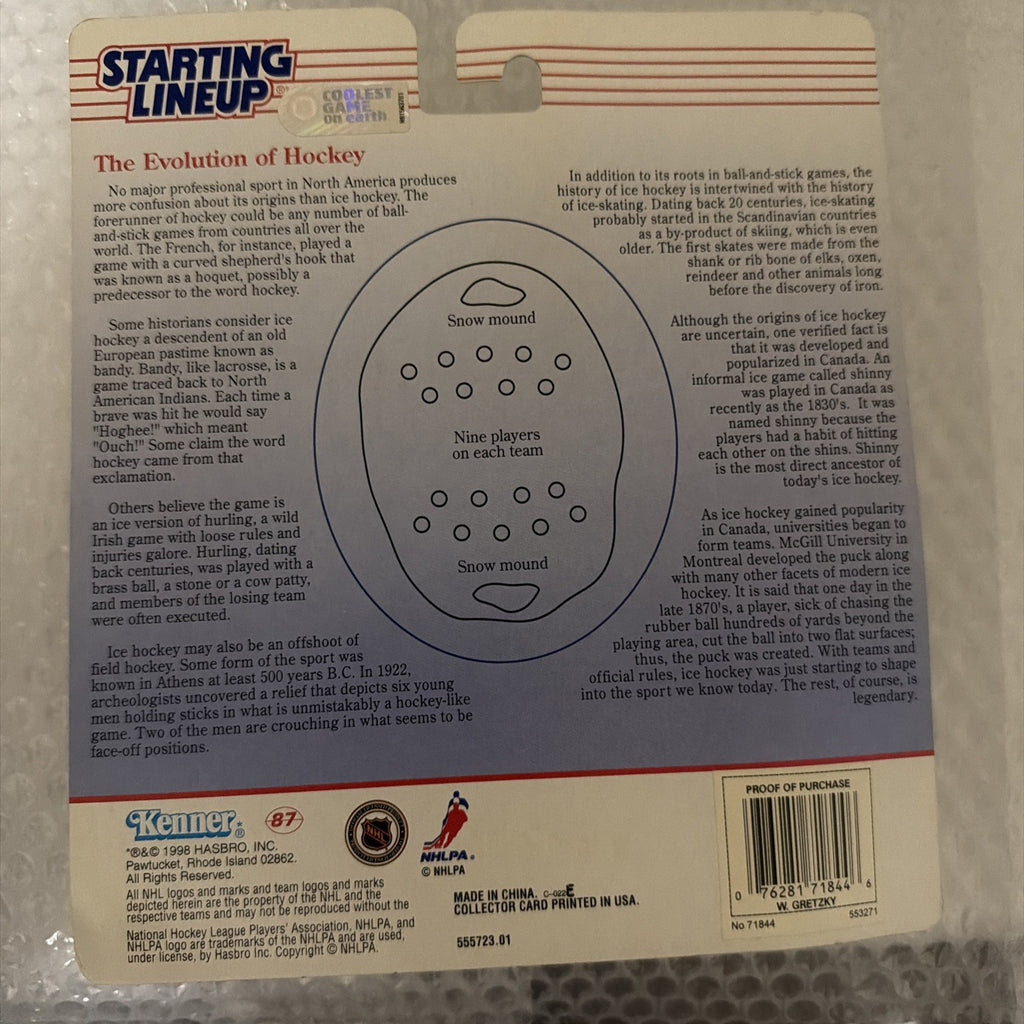 STARTING
LINEUP®
COOLEST
GAME
on earth
The Evolution of Hockey
No major professional sport in North America produces
more confusion about its origins than ice hockey. The
forerunner of hockey could be any number of ball-
and-stick games from countries all over the
world. The French, for instance, played a
game with a curved shepherd's hook that
was known as a hoquet, possibly a
predecessor to the word hockey.
Some historians consider ice
hockey a descendent of an old
European pastime known as
bandy. Bandy, like lacrosse, is a
game traced back to North
American Indians. Each time a
brave was hit he would say
"Hoghee!" which meant
"Ouch!" Some claim the word
hockey came from that
exclamation.
Others believe the game is
an ice version of hurling, a wild
Irish game with loose rules and
injuries galore. Hurling, dating
back centuries, was played with a
brass ball, a stone or a cow patty,
and members of the losing team
were often executed.
Ice hockey may also be an offshoot of
field hockey. Some form of the sport was
known in Athens at least 500 years B.C. In 1922,
archeologists uncovered a relief that depicts six young
men holding sticks in what is unmistakably a hockey-like
game. Two of the men are crouching in what seems to be
face-off positions.
Snow mound
Nine players
on each team
Snow mound
In addition to its roots in ball-and-stick games, the
history of ice hockey is intertwined with the history
of ice-skating. Dating back 20 centuries, ice-skating
probably started in the Scandinavian countries
as a by-product of skiing, which is even
older. The first skates were made from the
shank or rib bone of elks, oxen,
reindeer and other animals long
before the discovery of iron.
Although the origins of ice hockey
are uncertain, one verified fact is
that it was developed and
popularized in Canada. An
informal ice game called shinny
was played in Canada as
recently as the 1830's. It was
named shinny because the
players had a habit of hitting
each other on the shins. Shinny
is the most direct ancestor of
today's ice hockey.
As ice hockey gained popularity
in Canada, universities began to
form teams. McGill University in
Montreal developed the puck along
with many other facets of modern ice
hockey. It is said that one day in the
late 1870's, a player, sick of chasing the
rubber ball hundreds of yards beyond the
playing area, cut the ball into two flat surfaces;
thus, the puck was created. With teams and
official rules, ice hockey was just starting to shape
into the sport we know today. The rest, of course, is
legendary.
Kenner*®
87
*®&© 1998 HASBRO, INC.
Pawtucket, Rhode Island 02862.
All Rights Reserved.
All NHL logos and marks and team logos and marks
depicted herein are the property of the NHL and the
respective teams and may not be reproduced without the
National Hockey League Players' Association, NHLPA, and
NHLPA logo are trademarks of the NHLPA and are used,
under license, by Hasbro Inc. Copyright © NHLPA.
NHL
NHLPA®
© NHLPA
MADE IN CHINA. C-022E
COLLECTOR CARD PRINTED IN USA.
555723.01
PROOF OF PURCHASE
0 76281 71844 6
W. GRETZKY
No 71844
553271